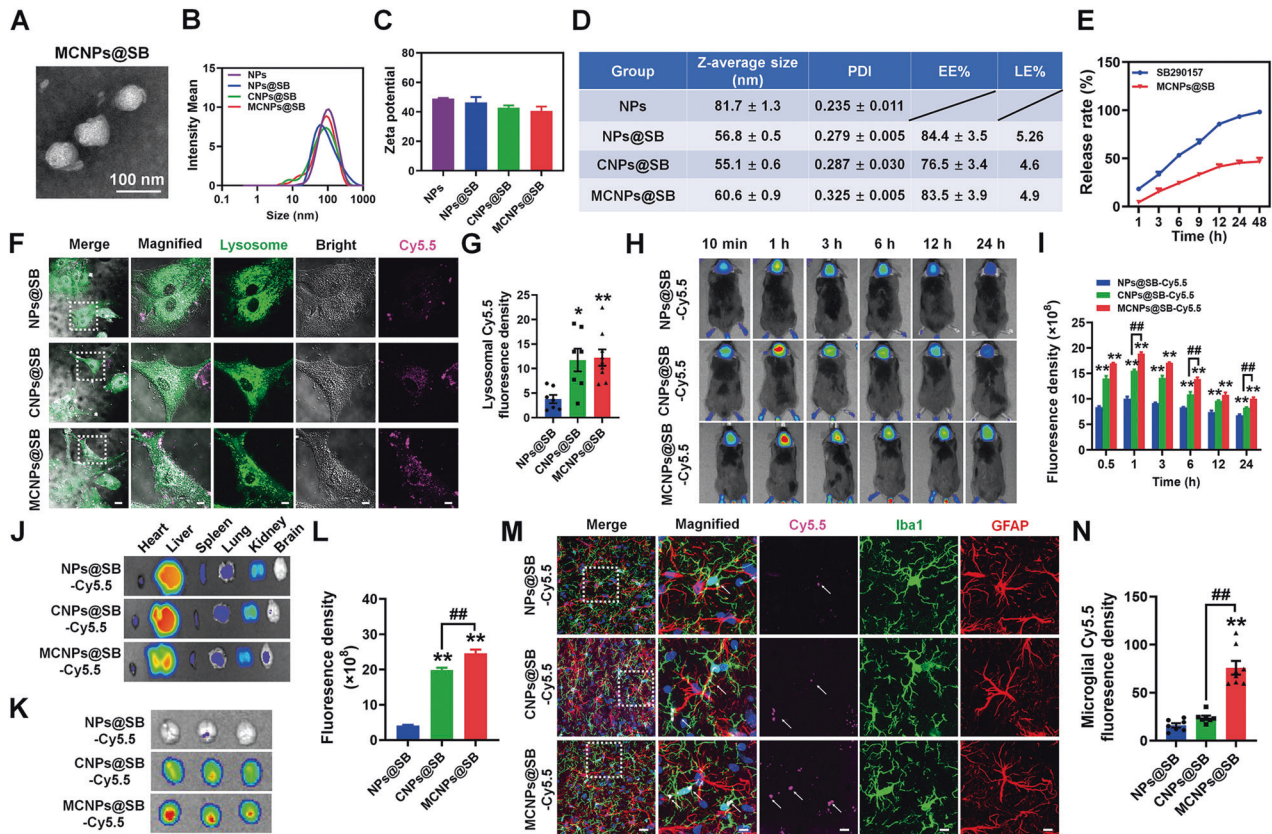 A
MCNPs@SB
100 nm
B
Intensity Mean
15
10
5
0
NPs
NPs@SB
CNPs@SB
MCNPs@SB
0.1 1 10 100 1000
Size (nm)
C
Zeta potential
80
60
40
20
0
NPs
NPs@SB
CNPs@SB
MCNPs@SB
D
Group Z-average size (nm) PDI EE% LE%
NPs 81.7 ± 1.3 0.235 ± 0.011
NPs@SB 56.8 ± 0.5 0.279 ± 0.005 84.4 ± 3.5 5.26
CNPs@SB 55.1 ± 0.6 0.287 ± 0.030 76.5 ± 3.4 4.6
MCNPs@SB 60.6 ± 0.9 0.325 ± 0.005 83.5 ± 3.9 4.9
E
Release rate (%)
150
100
50
0
SB290157
MCNPs@SB
1 3 6 9 12 24 48
Time (h)
F
Merge Magnified Lysosome Bright Cy5.5
NPs@SB
CNPs@SB
MCNPs@SB
G
Lysosomal Cy5.5
fluoresence density
30
25
20
15
10
5
0
*
**
NPs@SB
CNPs@SB
MCNPs@SB
H
10 min 1 h 3 h 6 h 12 h 24 h
NPs@SB
-Cy5.5
CNPs@SB
-Cy5.5
MCNPs@SB
-Cy5.5
I
NPs@SB-Cy5.5
CNPs@SB-Cy5.5
MCNPs@SB-Cy5.5
Fluoresence density (×10⁸)
25
20
15
10
5
0
** ** ** ** ** ** ** ** ** ** ** **
## ## ##
0.5 1 3 6 12 24
Time (h)
J
Heart Liver Spleen Lung Kidney Brain
NPs@SB
-Cy5.5
CNPs@SB
-Cy5.5
MCNPs@SB
-Cy5.5
K
NPs@SB
-Cy5.5
CNPs@SB
-Cy5.5
MCNPs@SB
-Cy5.5
L
Fluoresence density
(×10⁸)
60
40
20
0
**
##
**
NPs@SB
CNPs@SB
MCNPs@SB
M
Merge Magnified Cy5.5 Iba1 GFAP
NPs@SB
-Cy5.5
CNPs@SB
-Cy5.5
MCNPs@SB
-Cy5.5
N
Microglial Cy5.5
fluoresence density
150
100
50
0
##
**
NPs@SB
CNPs@SB
MCNPs@SB